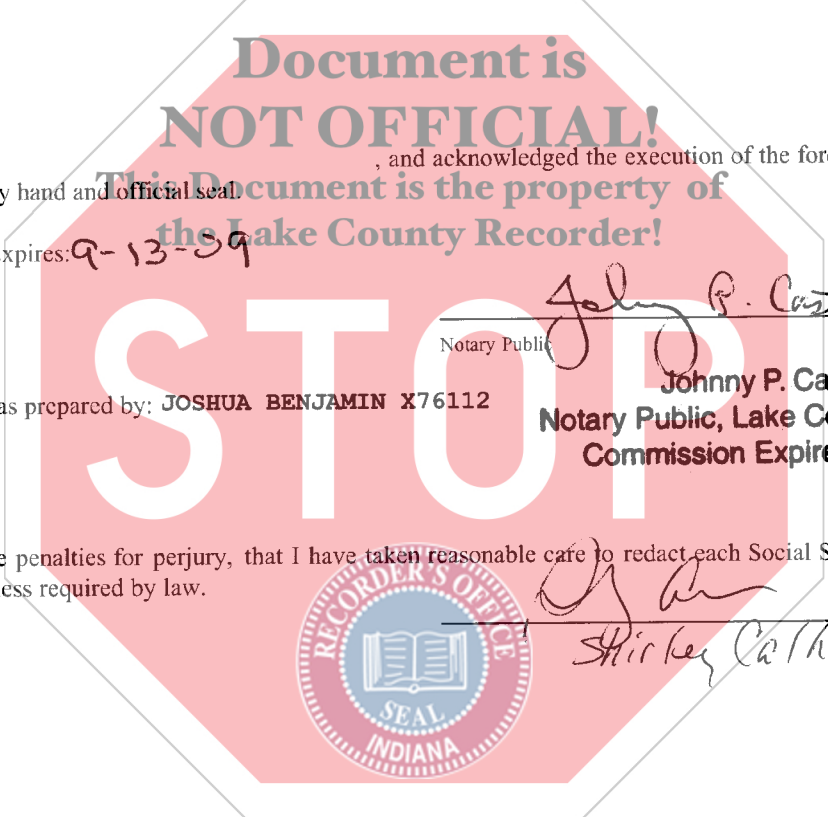 Document is
NOT OFFICIAL!
, and acknowledged the execution of the for
This Document is the property of
y hand and official seal.
the Lake County Recorder!
xpires: 9-13-09
STOP
Notary Public
Johnny P. Ca
as prepared by: JOSHUA BENJAMIN X76112
Notary Public, Lake Co
Commission Expire
e penalties for perjury, that I have taken reasonable care to redact each Social S
ess required by law.
RECORDER'S OFFICE
SEAL
INDIANA
Shirley Cath